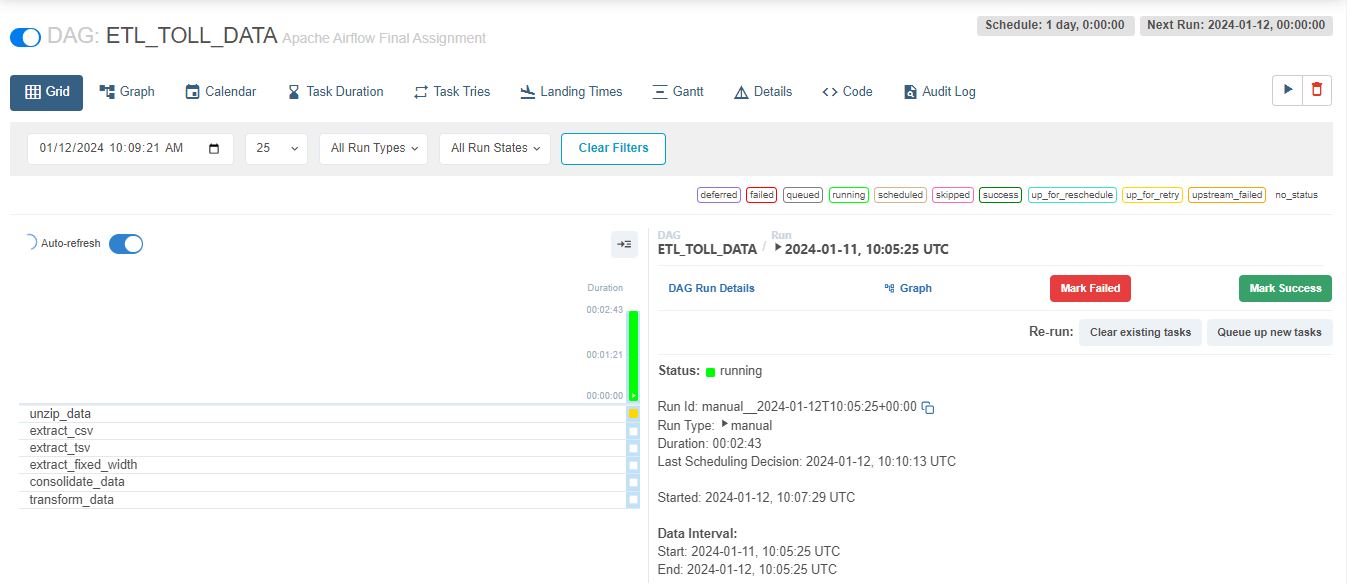 DAG: ETL_TOLL_DATA Apache Airflow Final Assignment
Schedule: 1 day, 0:00:00 Next Run: 2024-01-12, 00:00:00
Grid Graph Calendar Task Duration Task Tries Landing Times Gantt Details <> Code Audit Log
01/12/2024 10:09:21 AM 25 All Run Types All Run States Clear Filters
deferred failed queued running scheduled skipped success up_for_reschedule up_for_retry upstream_failed no_status
Auto-refresh
Duration
00:02:43
00:01:21
00:00:00
unzip_data
extract_csv
extract_tsv
extract_fixed_width
consolidate_data
transform_data
DAG Run
ETL_TOLL_DATA / 2024-01-11, 10:05:25 UTC
DAG Run Details Graph Mark Failed Mark Success
Re-run: Clear existing tasks Queue up new tasks
Status: running
Run Id: manual__2024-01-12T10:05:25+00:00
Run Type: manual
Duration: 00:02:43
Last Scheduling Decision: 2024-01-12, 10:10:13 UTC
Started: 2024-01-12, 10:07:29 UTC
Data Interval:
Start: 2024-01-11, 10:05:25 UTC
End: 2024-01-12, 10:05:25 UTC